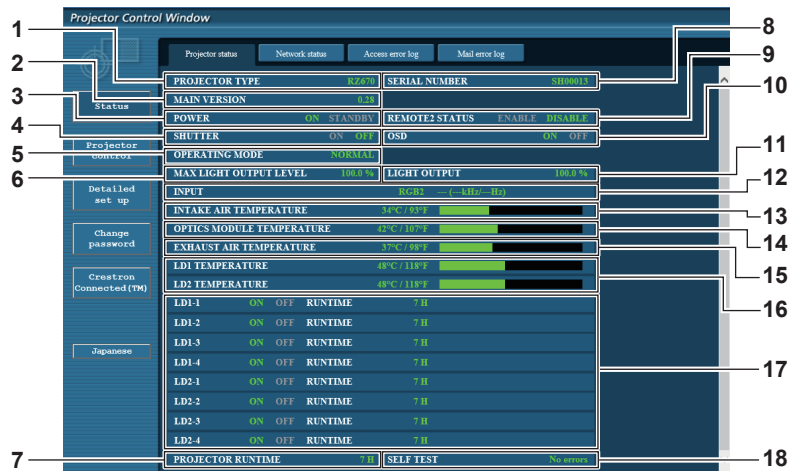 Projector Control Window
Projector status Network status Access error log Mail error log
Status
Projector control
Detailed set up
Change password
Crestron Connected(TM)
Japanese
PROJECTOR TYPE RZ670 SERIAL NUMBER SH00013
MAIN VERSION 0.28
POWER ON STANDBY REMOTE2 STATUS ENABLE DISABLE
SHUTTER ON OFF OSD ON OFF
OPERATING MODE NORMAL
MAX LIGHT OUTPUT LEVEL 100.0 % LIGHT OUTPUT 100.0 %
INPUT RGB2 --- (---kHz/---Hz)
INTAKE AIR TEMPERATURE 34°C / 93°F
OPTICS MODULE TEMPERATURE 42°C / 107°F
EXHAUST AIR TEMPERATURE 37°C / 98°F
LD1 TEMPERATURE 48°C / 118°F
LD2 TEMPERATURE 48°C / 118°F
LD1-1 ON OFF RUNTIME 7 H
LD1-2 ON OFF RUNTIME 7 H
LD1-3 ON OFF RUNTIME 7 H
LD1-4 ON OFF RUNTIME 7 H
LD2-1 ON OFF RUNTIME 7 H
LD2-2 ON OFF RUNTIME 7 H
LD2-3 ON OFF RUNTIME 7 H
LD2-4 ON OFF RUNTIME 7 H
PROJECTOR RUNTIME 7 H SELF TEST No errors
1
2
3
4
5
6
7
8
9
10
11
12
13
14
15
16
17
18